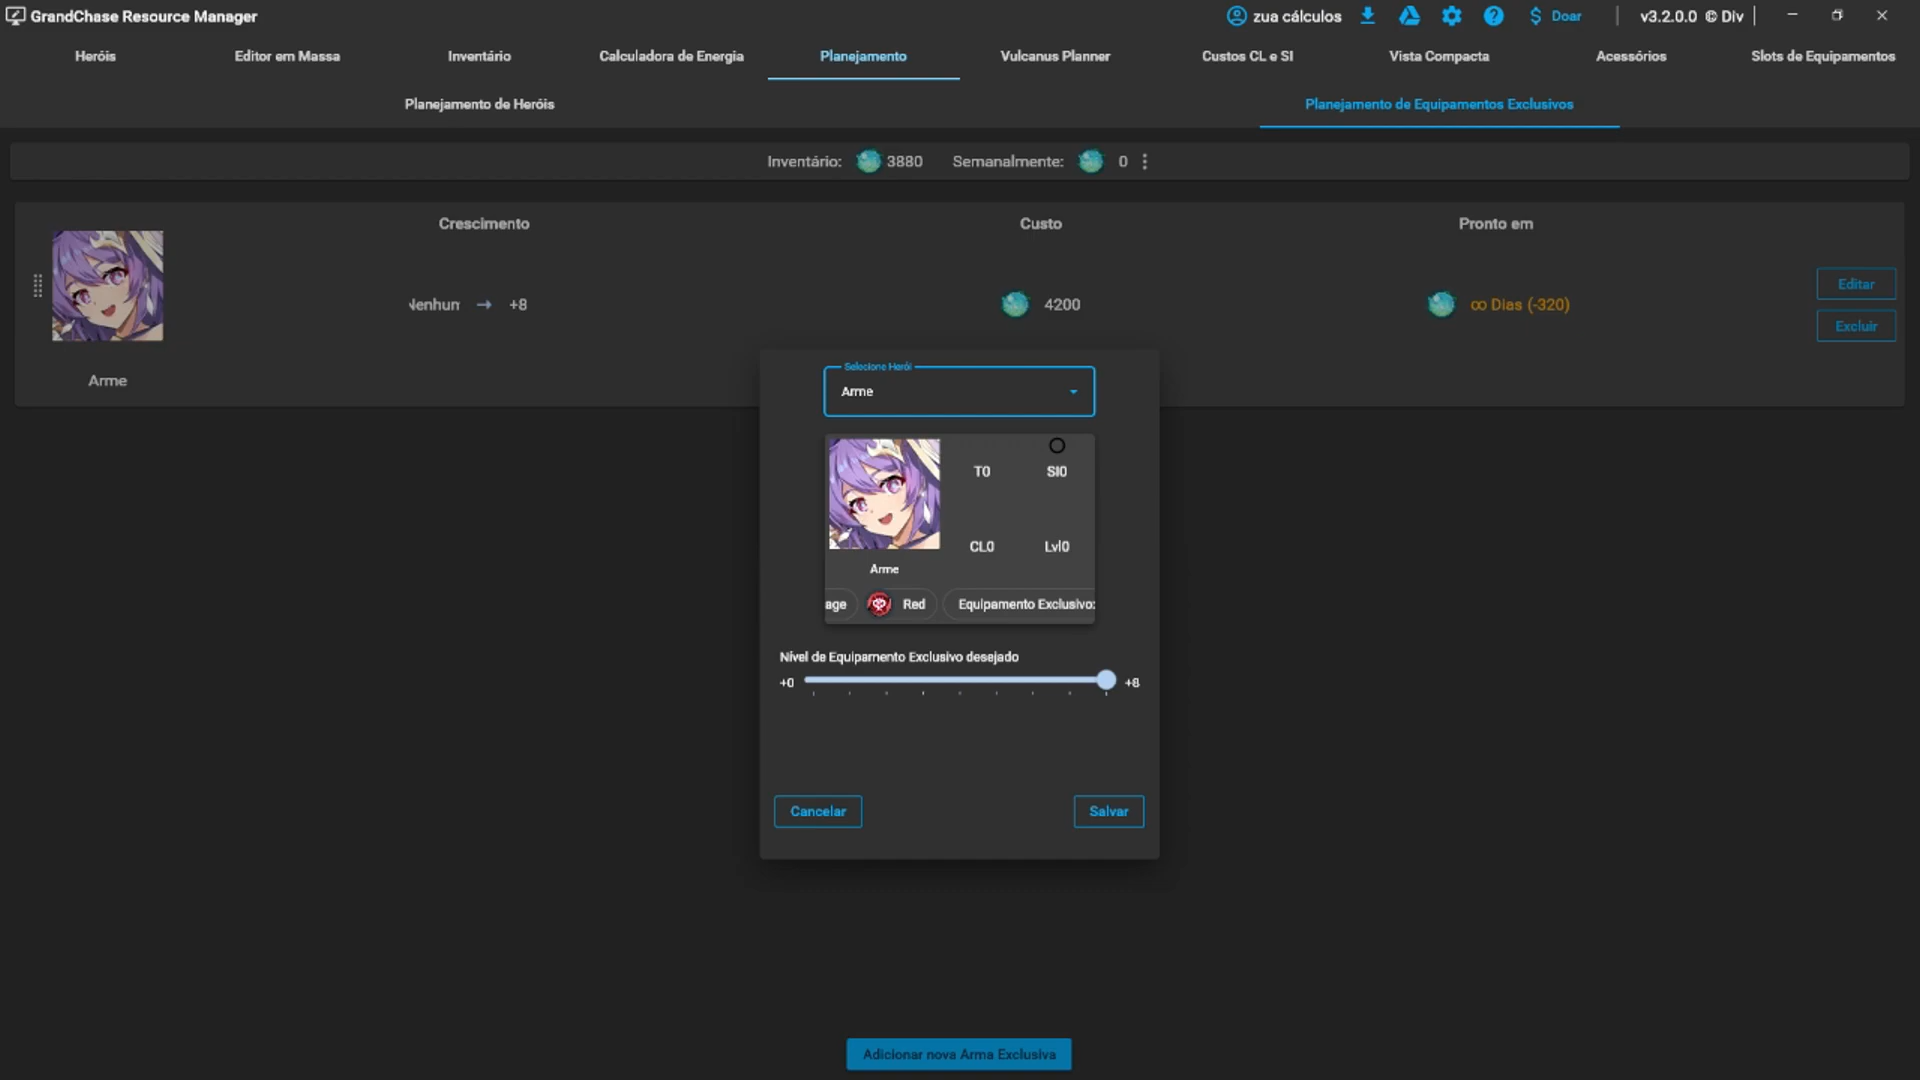 GrandChase Resource Manager
zua cálculos
Doar
v3.2.0.0 © Div
Heróis
Editor em Massa
Inventário
Calculadora de Energia
Planejamento
Vulcanus Planner
Custos CL e SI
Vista Compacta
Acessórios
Slots de Equipamentos
Planejamento de Heróis
Planejamento de Equipamentos Exclusivos
Inventário: 3880 Semanalmente: 0
Crescimento
Custo
Pronto em
Nenhum → +8
4200
∞ Dias (-320)
Editar
Excluir
Arme
Selecione Herói
Arme
T0
SI0
CL0
Lvl0
Arme
age
Red
Equipamento Exclusivo:
Nível de Equipamento Exclusivo desejado
+0
+8
Cancelar
Salvar
Adicionar nova Arma Exclusiva